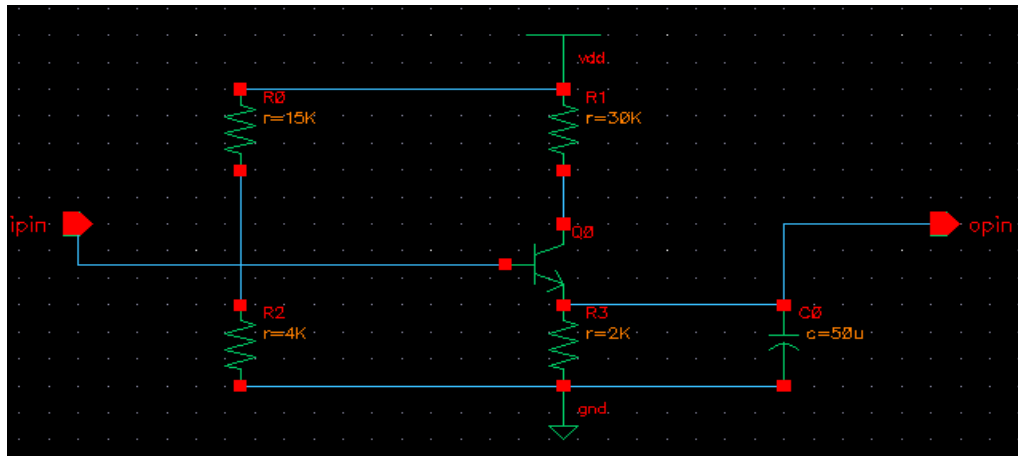 vdd
R0
r=15K
R1
r=30K
ipin
Q0
opin
R2
r=4K
R3
r=2K
C0
c=50u
gnd